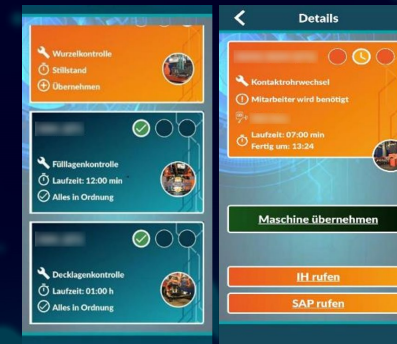 Wurzelkontrolle
Stillstand
Übernehmen
Fülllagenkontrolle
Laufzeit: 12:00 min
Alles in Ordnung
Decklagenkontrolle
Laufzeit: 01:00 h
Alles in Ordnung
Details
Kontaktrohrwechsel
Mitarbeiter wird benötigt
Laufzeit: 07:00 min
Fertig um: 13:24
Maschine übernehmen
IH rufen
SAP rufen